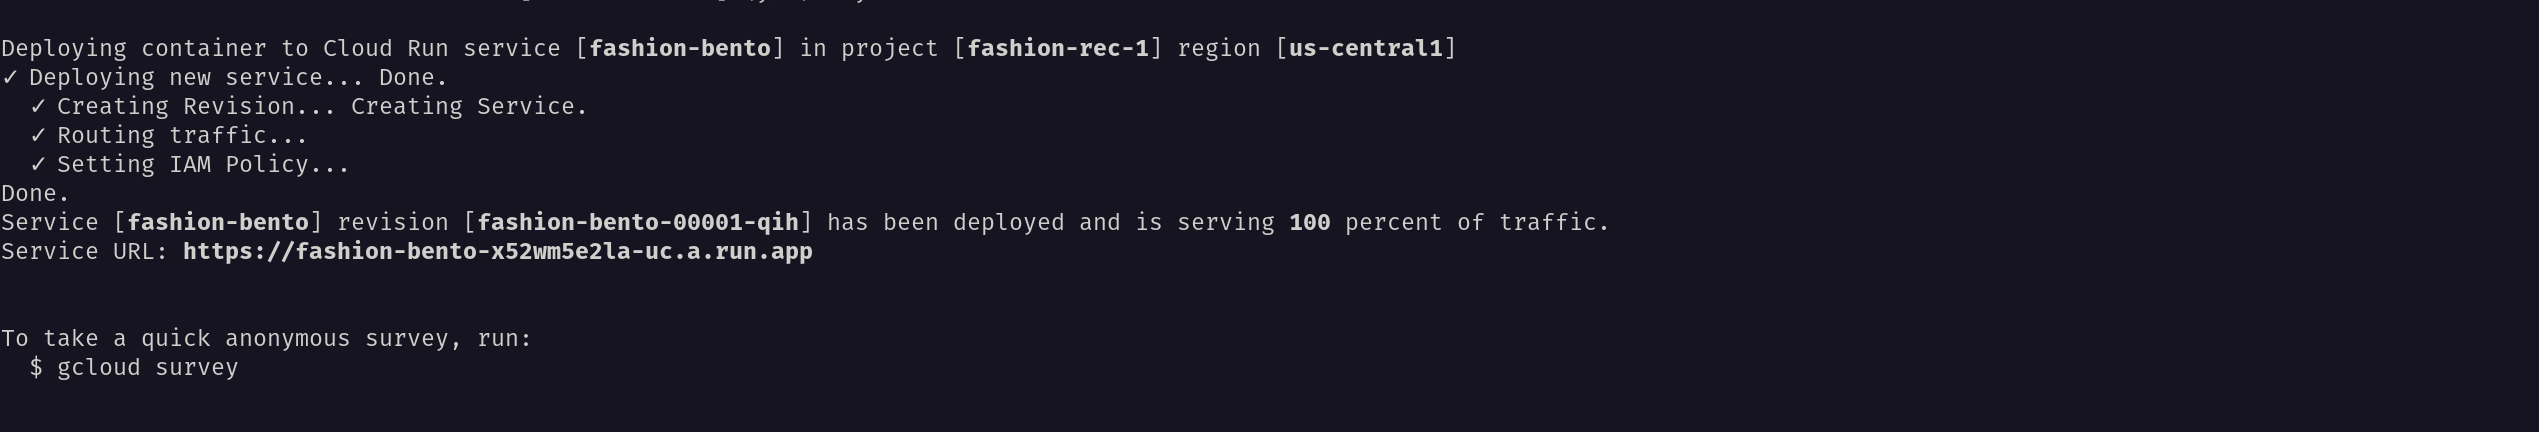 Deploying container to Cloud Run service [fashion-bento] in project [fashion-rec-1] region [us-central1]
✓ Deploying new service... Done.
✓ Creating Revision... Creating Service.
✓ Routing traffic...
✓ Setting IAM Policy...
Done.
Service [fashion-bento] revision [fashion-bento-00001-qih] has been deployed and is serving 100 percent of traffic.
Service URL: https://fashion-bento-x52wm5e2la-uc.a.run.app
To take a quick anonymous survey, run:
$ gcloud survey